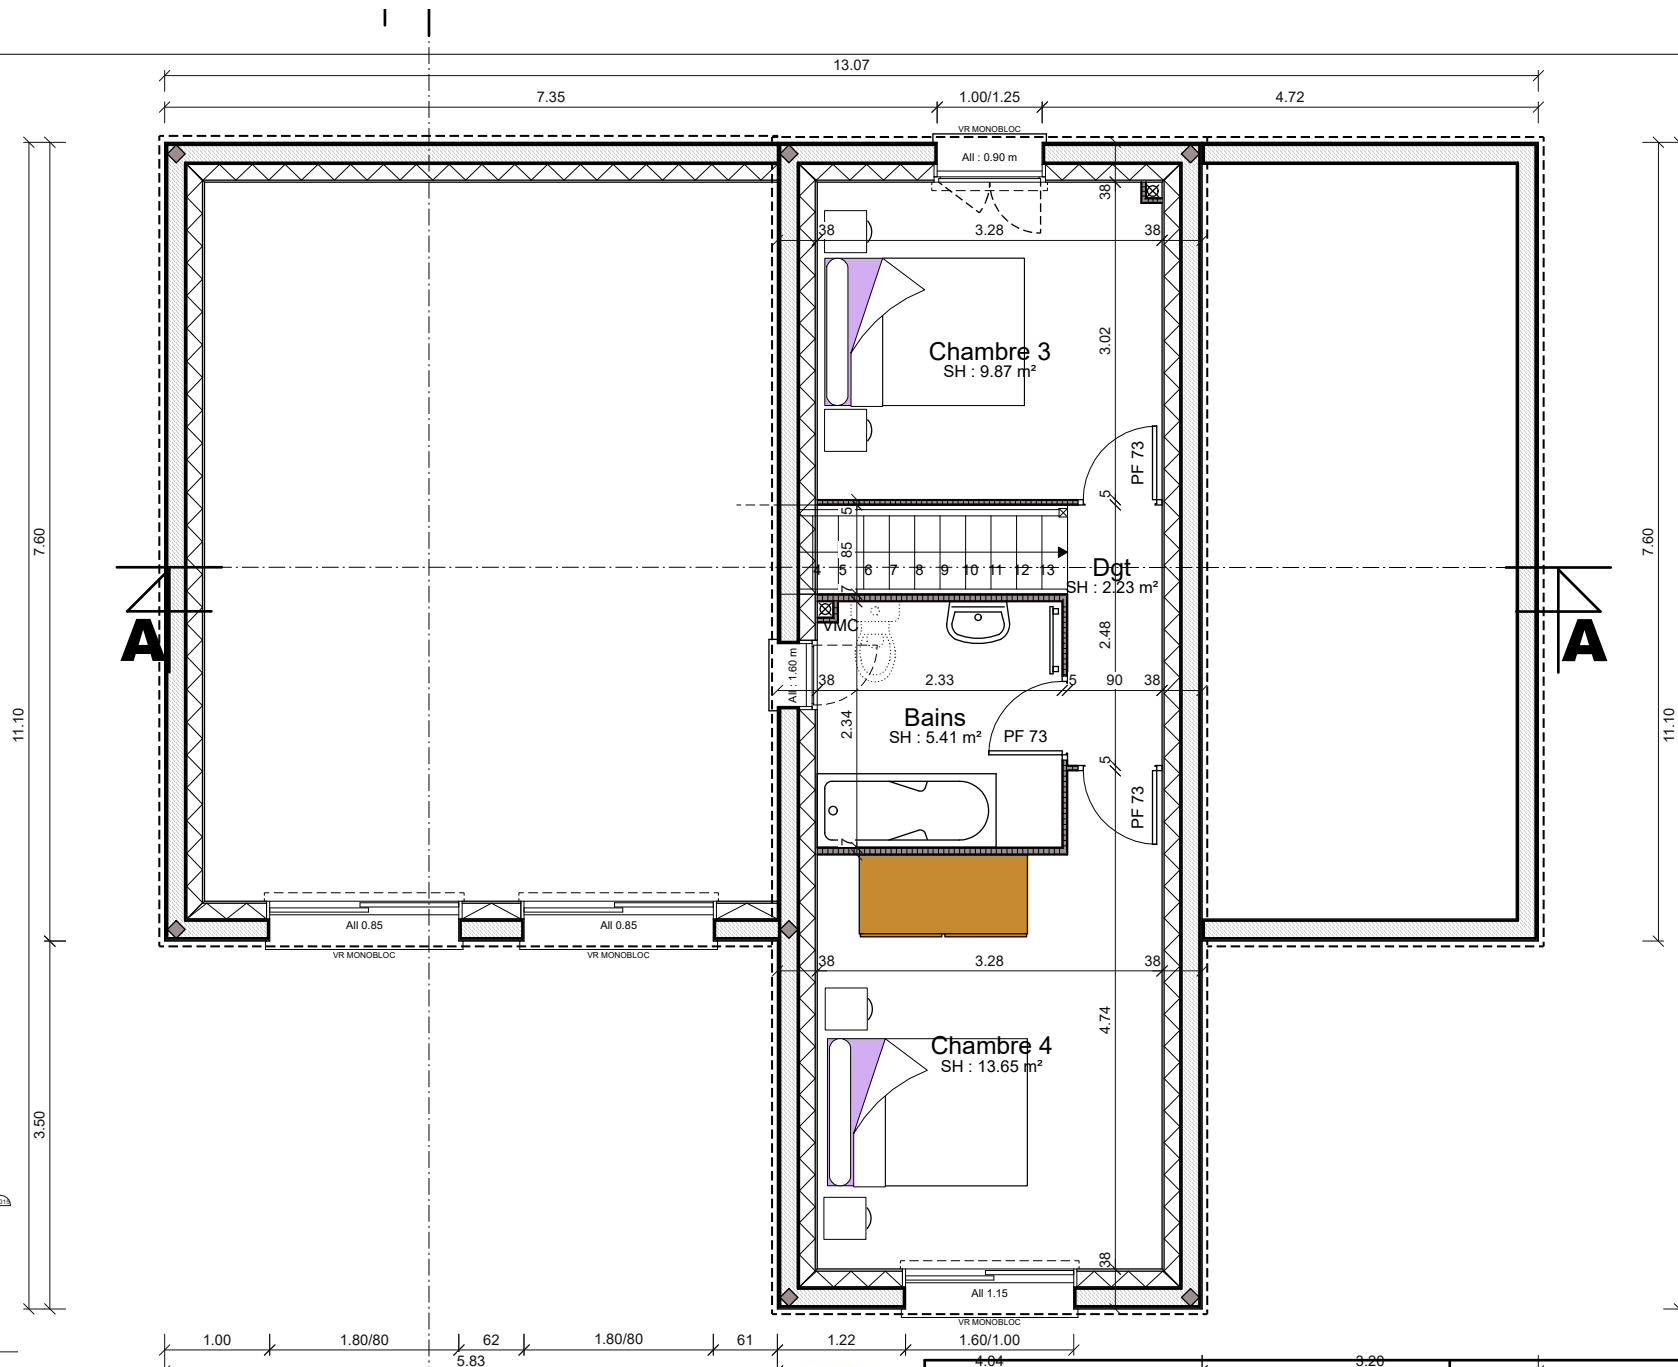 13.07
7.35
1.00/1.25
4.72
VR MONOBLOC
All : 0.90 m
38
38
3.28
38
3.02
Chambre 3
SH : 9.87 m²
PF 73
5
5
85
4 5 6 7 8 9 10 11 12 13
7
Dgt
SH : 2.23 m²
7.60
7.60
A
A
VMC
2.48
All : 1.60 m
38
2.33
5
90
38
Bains
SH : 5.41 m²
2.34
PF 73
5
PF 73
7
11.10
11.10
All 0.85
All 0.85
VR MONOBLOC
VR MONOBLOC
38
3.28
38
4.74
Chambre 4
SH : 13.65 m²
3.50
38
All 1.15
VR MONOBLOC
1.00
1.80/80
62
1.80/80
61
1.22
1.60/1.00
5.83
4.04
3.20